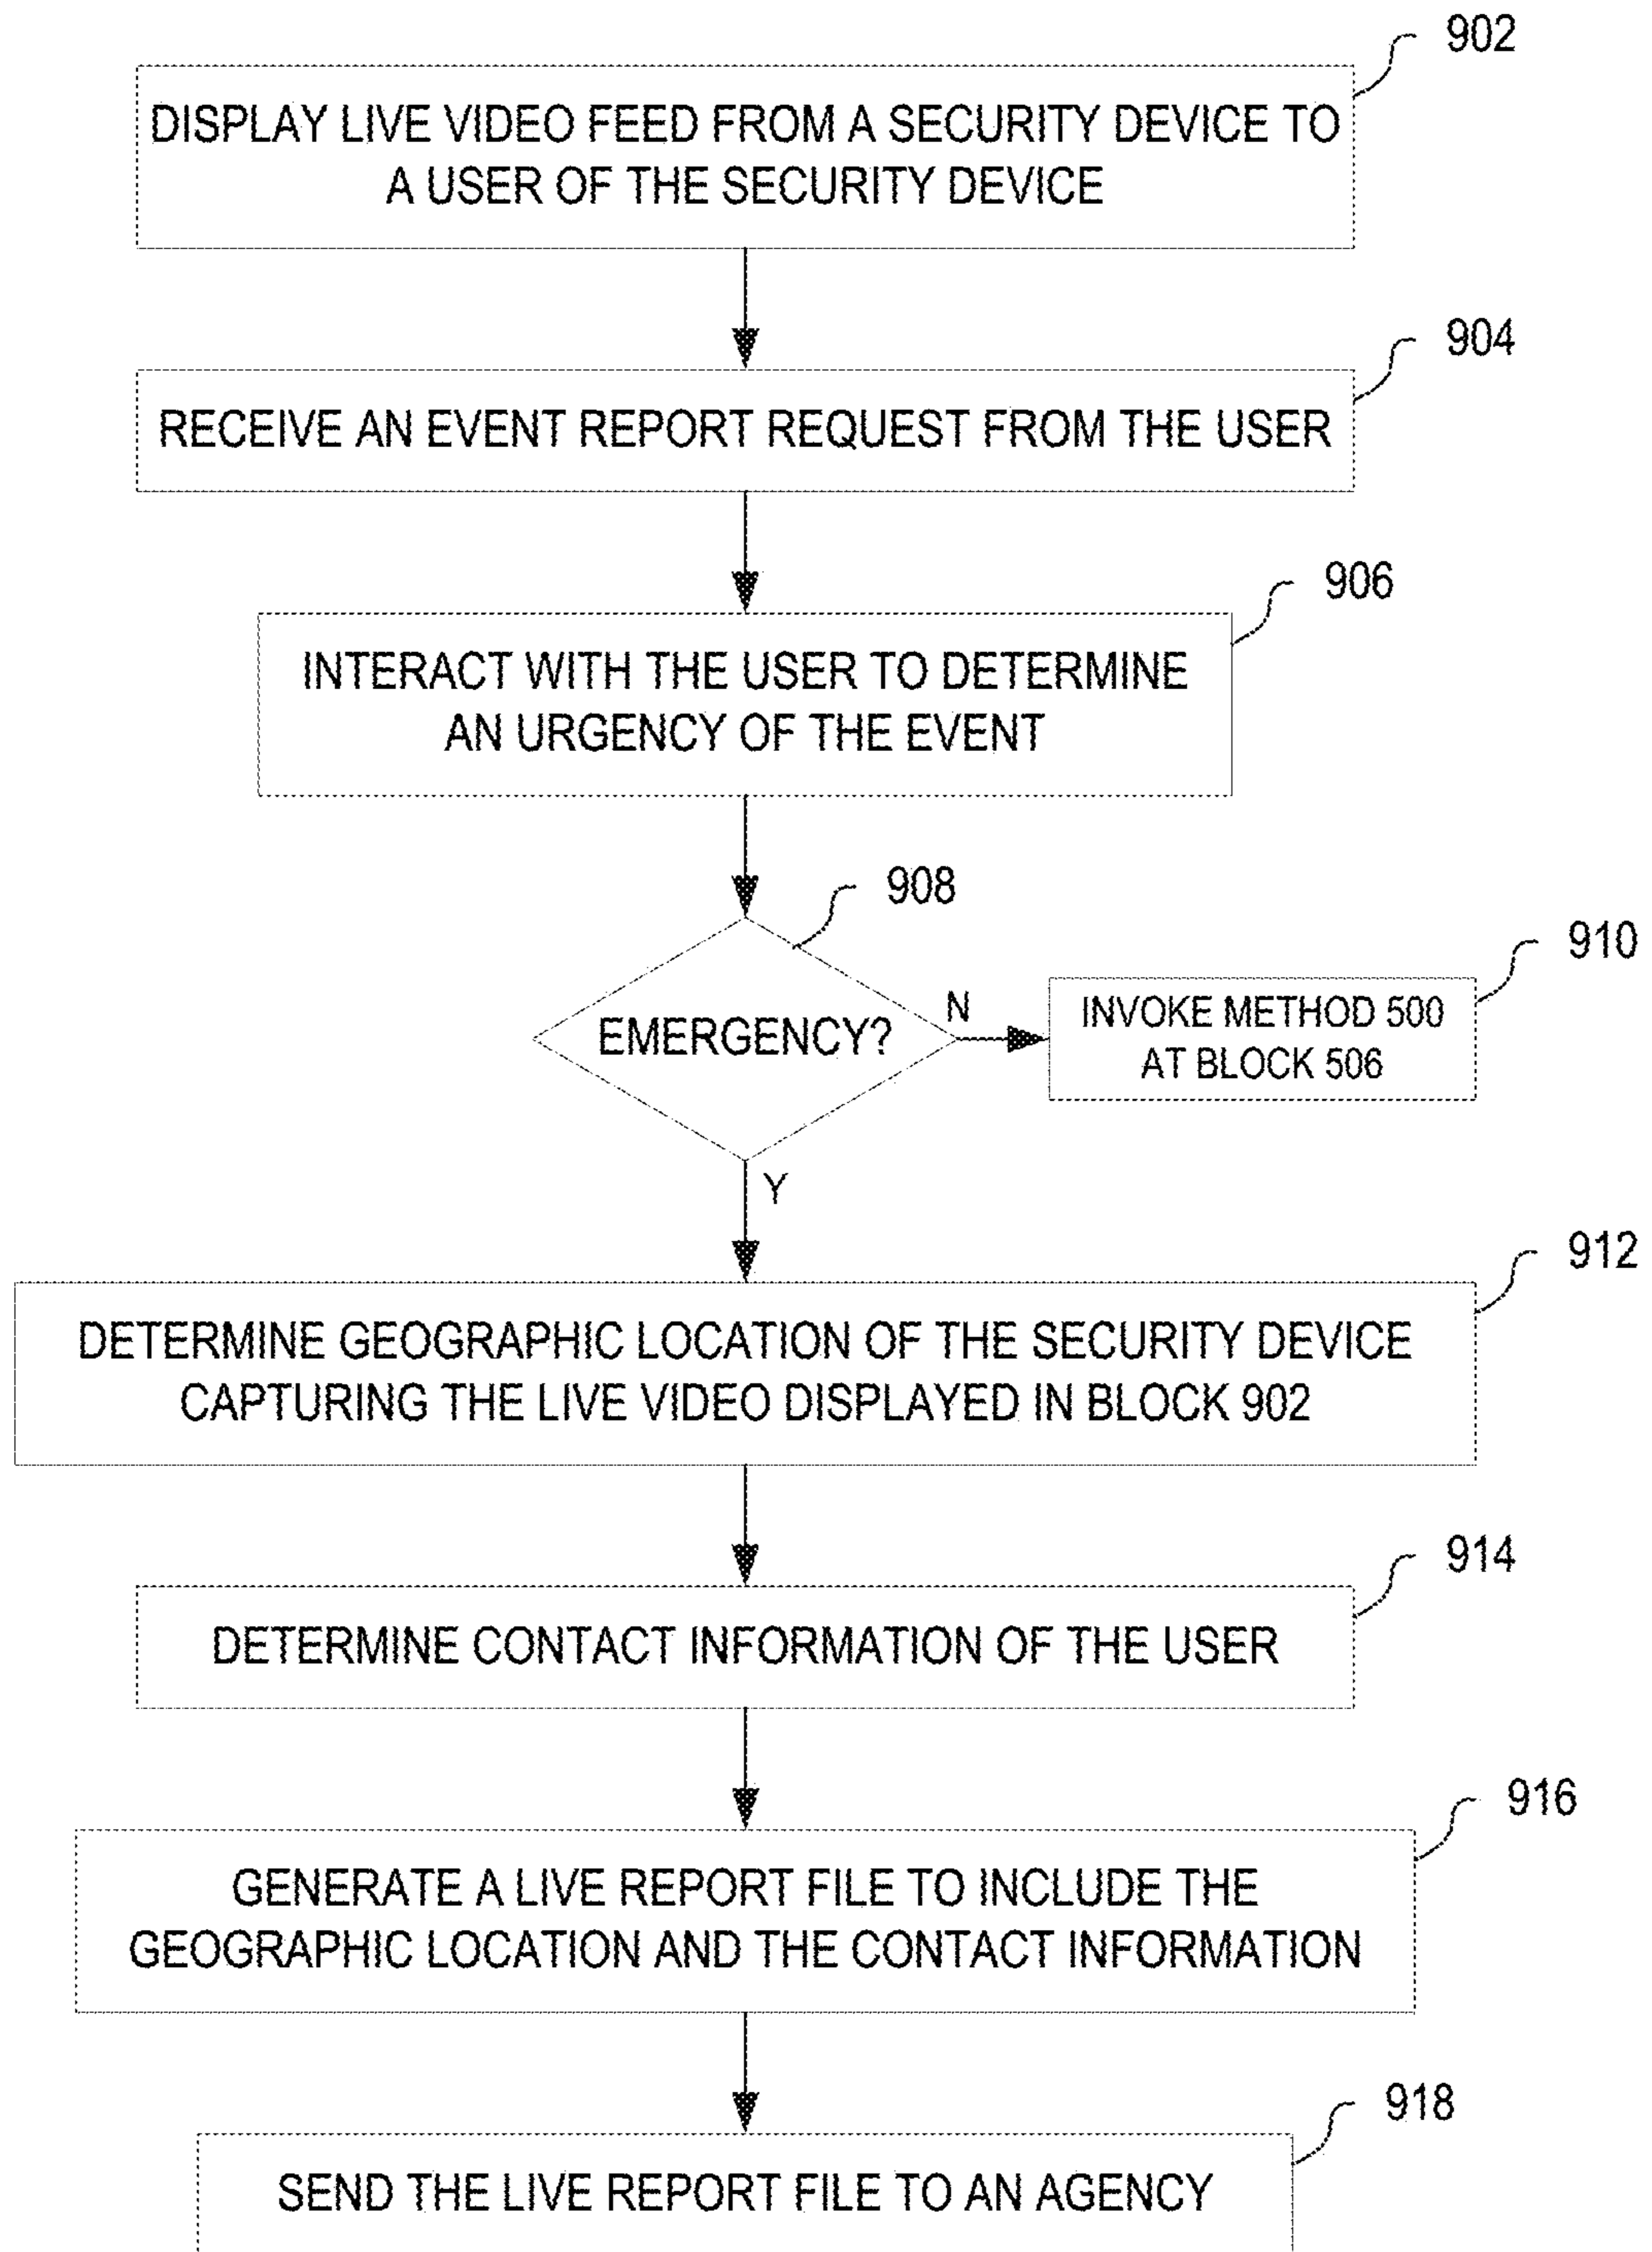 902
DISPLAY LIVE VIDEO FEED FROM A SECURITY DEVICE TO
A USER OF THE SECURITY DEVICE
904
RECEIVE AN EVENT REPORT REQUEST FROM THE USER
906
INTERACT WITH THE USER TO DETERMINE
AN URGENCY OF THE EVENT
908
EMERGENCY?
N
910
INVOKE METHOD 500
AT BLOCK 506
Y
912
DETERMINE GEOGRAPHIC LOCATION OF THE SECURITY DEVICE
CAPTURING THE LIVE VIDEO DISPLAYED IN BLOCK 902
914
DETERMINE CONTACT INFORMATION OF THE USER
916
GENERATE A LIVE REPORT FILE TO INCLUDE THE
GEOGRAPHIC LOCATION AND THE CONTACT INFORMATION
918
SEND THE LIVE REPORT FILE TO AN AGENCY